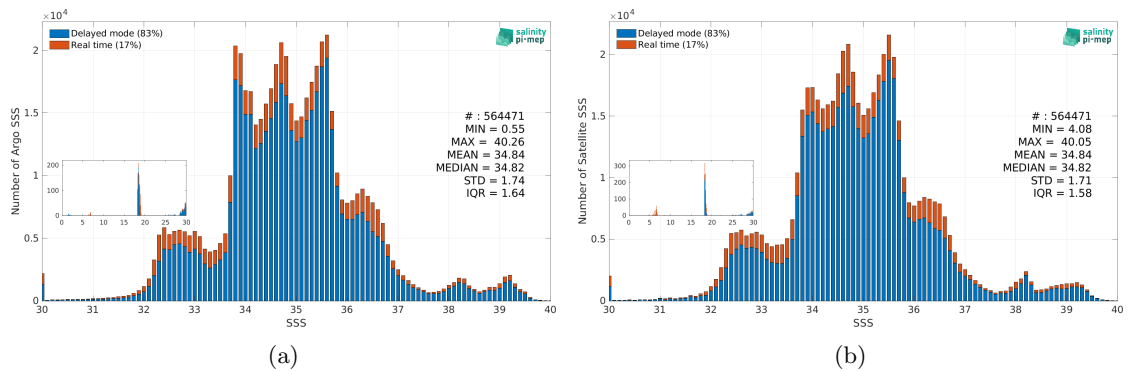 ×10⁴
Delayed mode (83%)
Real time (17%)
salinity
pi-mep
2
1.5
1
0.5
0
Number of Argo SSS
# : 564471
MIN = 0.55
MAX = 40.26
MEAN = 34.84
MEDIAN = 34.82
STD = 1.74
IQR = 1.64
200
100
0
0 5 10 15 20 25 30
30 31 32 33 34 35 36 37 38 39 40
SSS
(a)
×10⁴
Delayed mode (83%)
Real time (17%)
salinity
pi-mep
2
1.5
1
0.5
0
Number of Satellite SSS
# : 564471
MIN = 4.08
MAX = 40.05
MEAN = 34.84
MEDIAN = 34.82
STD = 1.71
IQR = 1.58
300
200
100
0
0 5 10 15 20 25 30
30 31 32 33 34 35 36 37 38 39 40
SSS
(b)